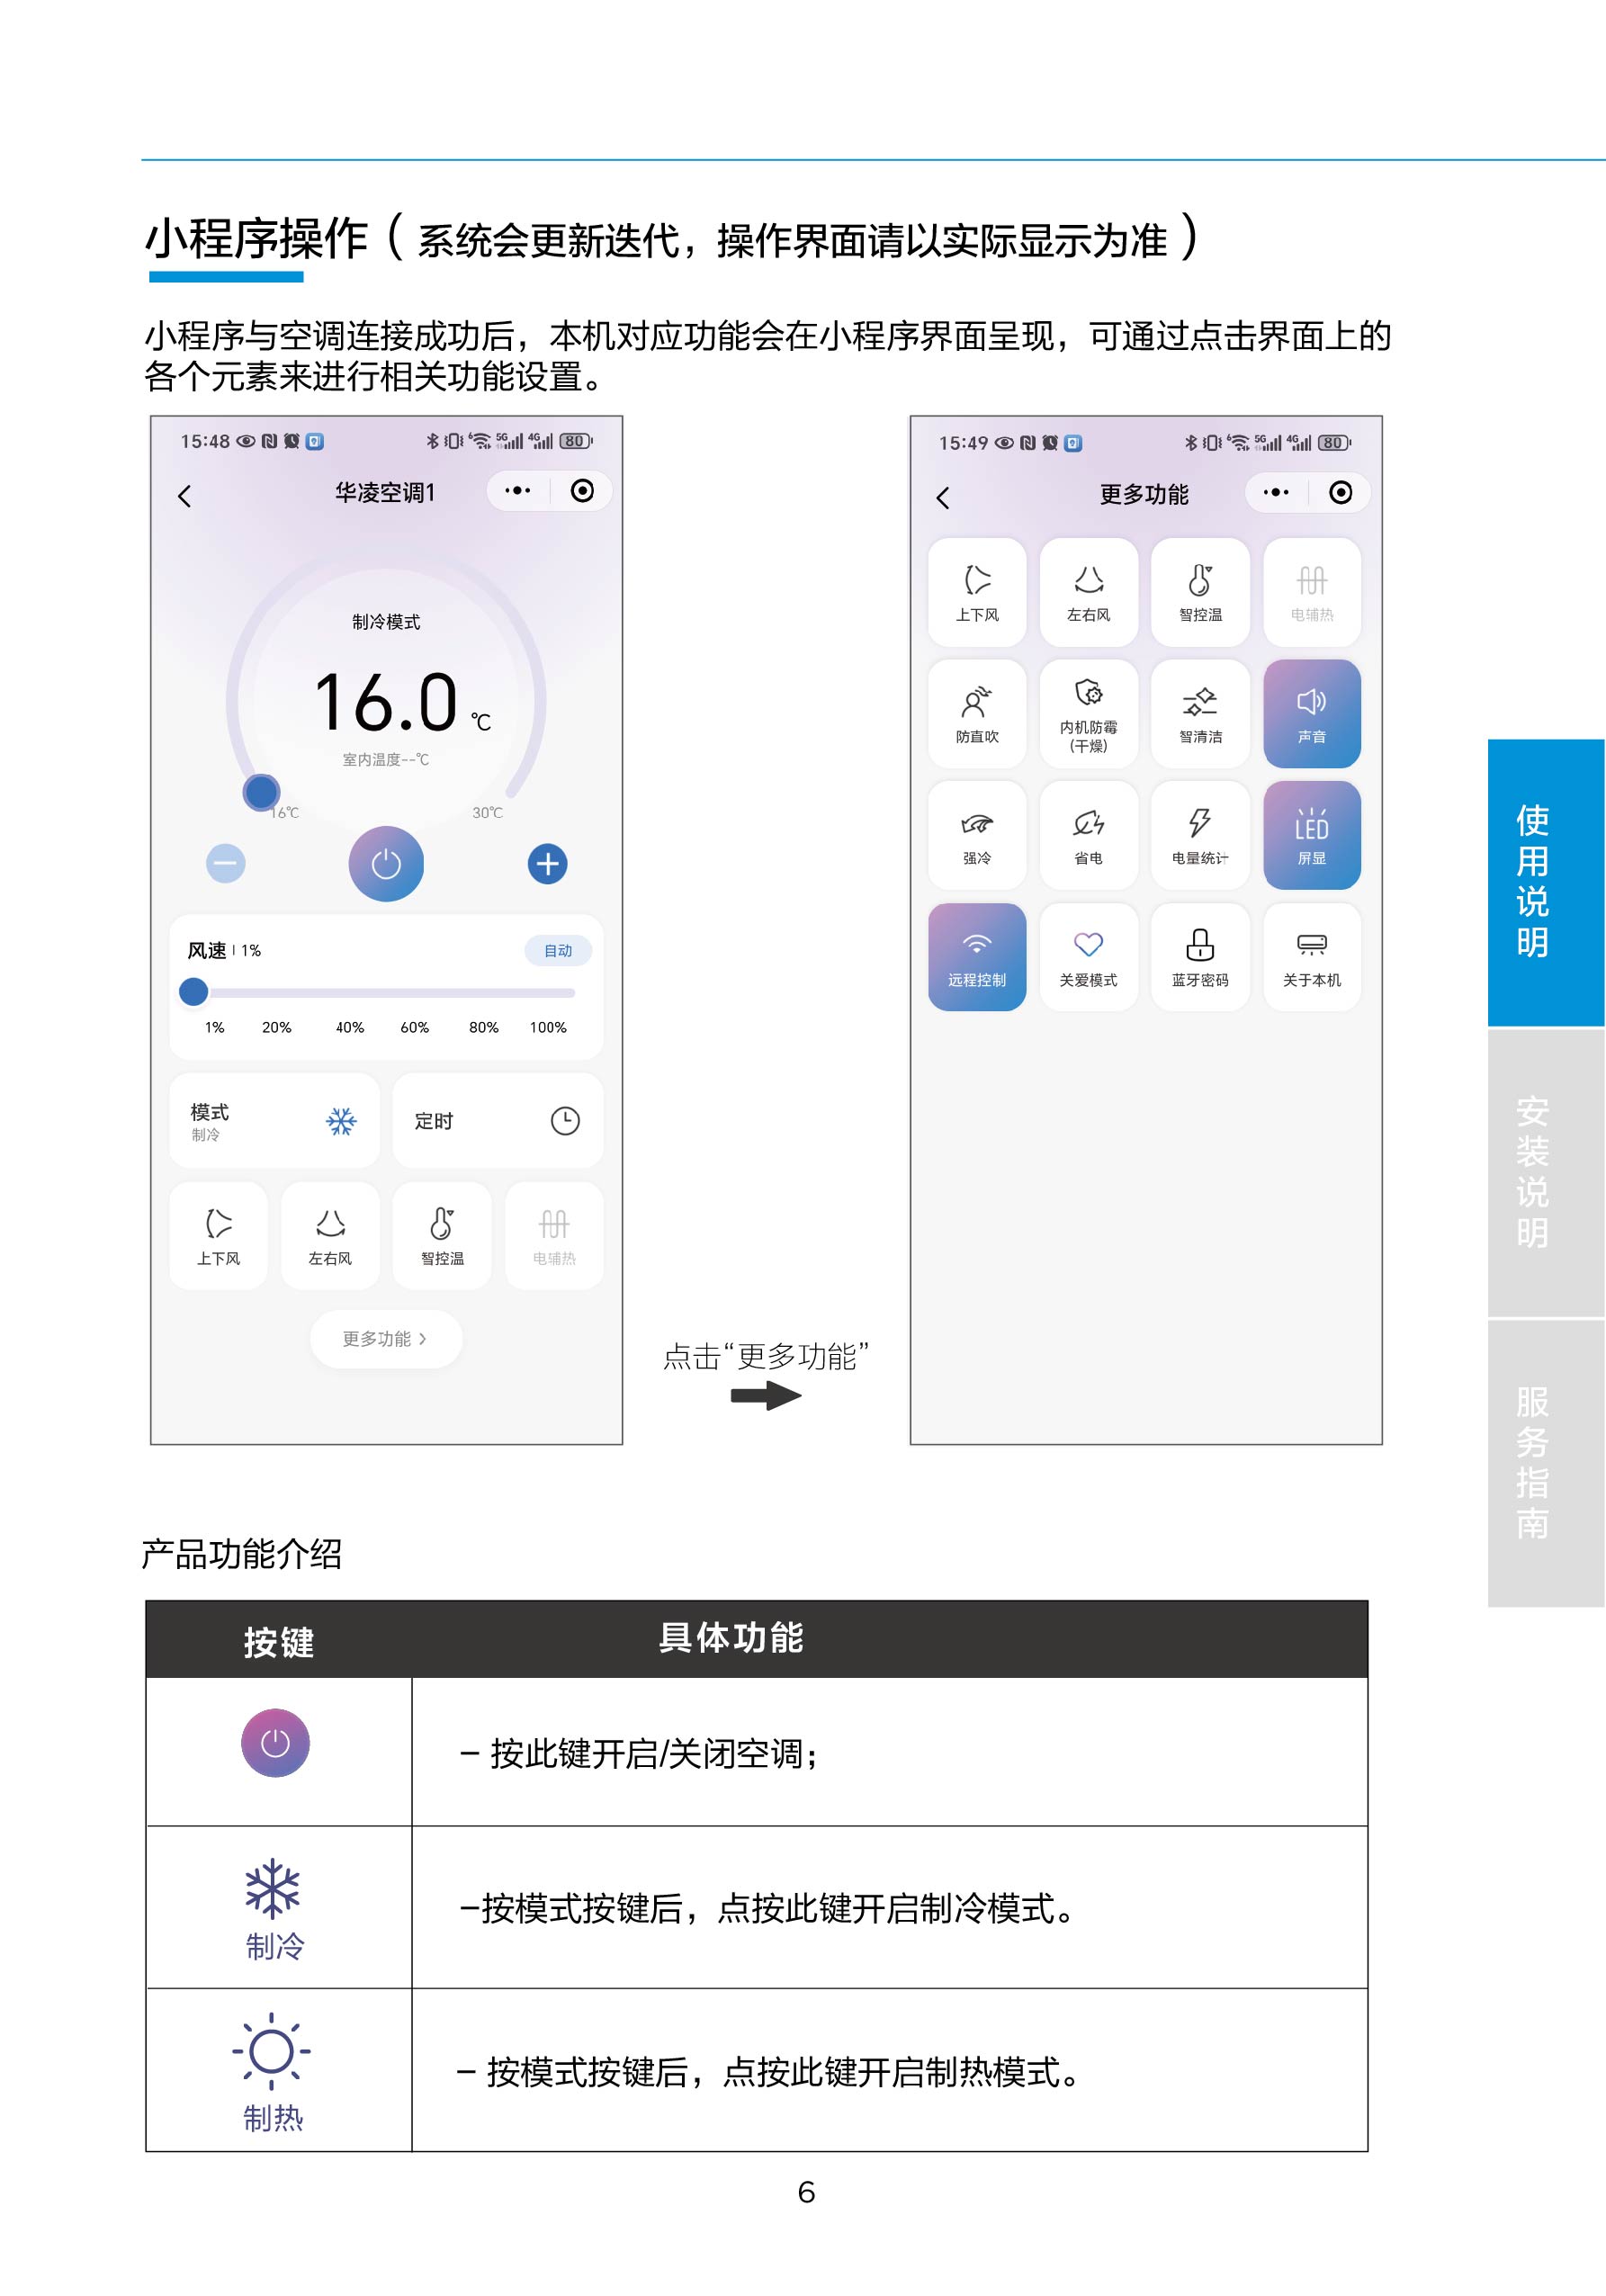 小程序操作（系统会更新迭代，操作界面请以实际显示为准）
小程序与空调连接成功后，本机对应功能会在小程序界面呈现，可通过点击界面上的
各个元素来进行相关功能设置。
15:48
5G 4G 80
华凌空调1
制冷模式
16.0 ℃
室内温度--℃
16℃ 30℃
风速 | 1% 自动
1% 20% 40% 60% 80% 100%
模式
制冷
定时
上下风 左右风 智控温 电辅热
更多功能 >
点击“更多功能”
15:49
5G 4G 80
更多功能
上下风 左右风 智控温 电辅热
防直吹 内机防霉 智清洁 声音
(干燥)
LED
强冷 省电 电量统计 屏显
远程控制 关爱模式 蓝牙密码 关于本机
使用说明
安装说明
服务指南
产品功能介绍
按键 具体功能
– 按此键开启/关闭空调；
制冷
–按模式按键后，点按此键开启制冷模式。
制热
– 按模式按键后，点按此键开启制热模式。
6